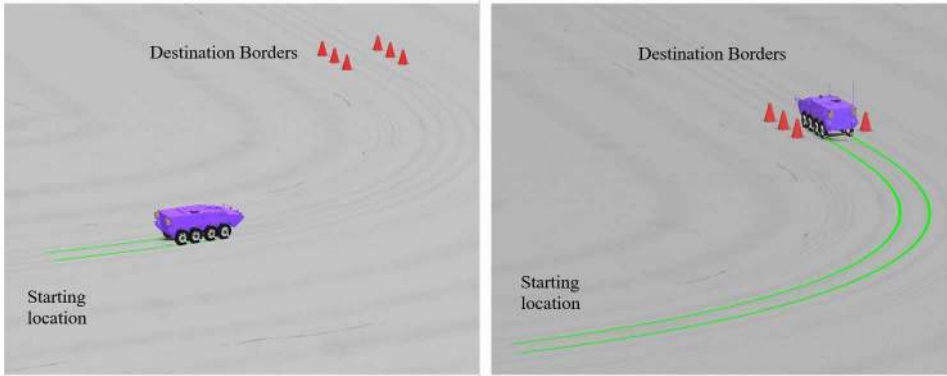 Destination Borders
Starting
location
Destination Borders
Starting
location